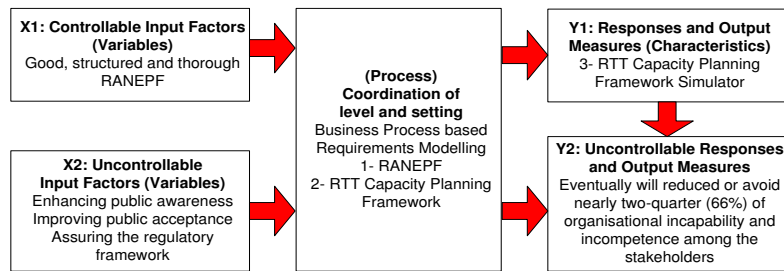 X1: Controllable Input Factors
(Variables)
Good, structured and thorough
RANEPF
X2: Uncontrollable
Input Factors (Variables)
Enhancing public awareness
Improving public acceptance
Assuring the regulatory
framework
(Process)
Coordination of
level and setting
Business Process based
Requirements Modelling
1- RANEPF
2- RTT Capacity Planning
Framework
Y1: Responses and Output
Measures (Characteristics)
3- RTT Capacity Planning
Framework Simulator
Y2: Uncontrollable Responses
and Output Measures
Eventually will reduced or avoid
nearly two-quarter (66%) of
organisational incapability and
incompetence among the
stakeholders